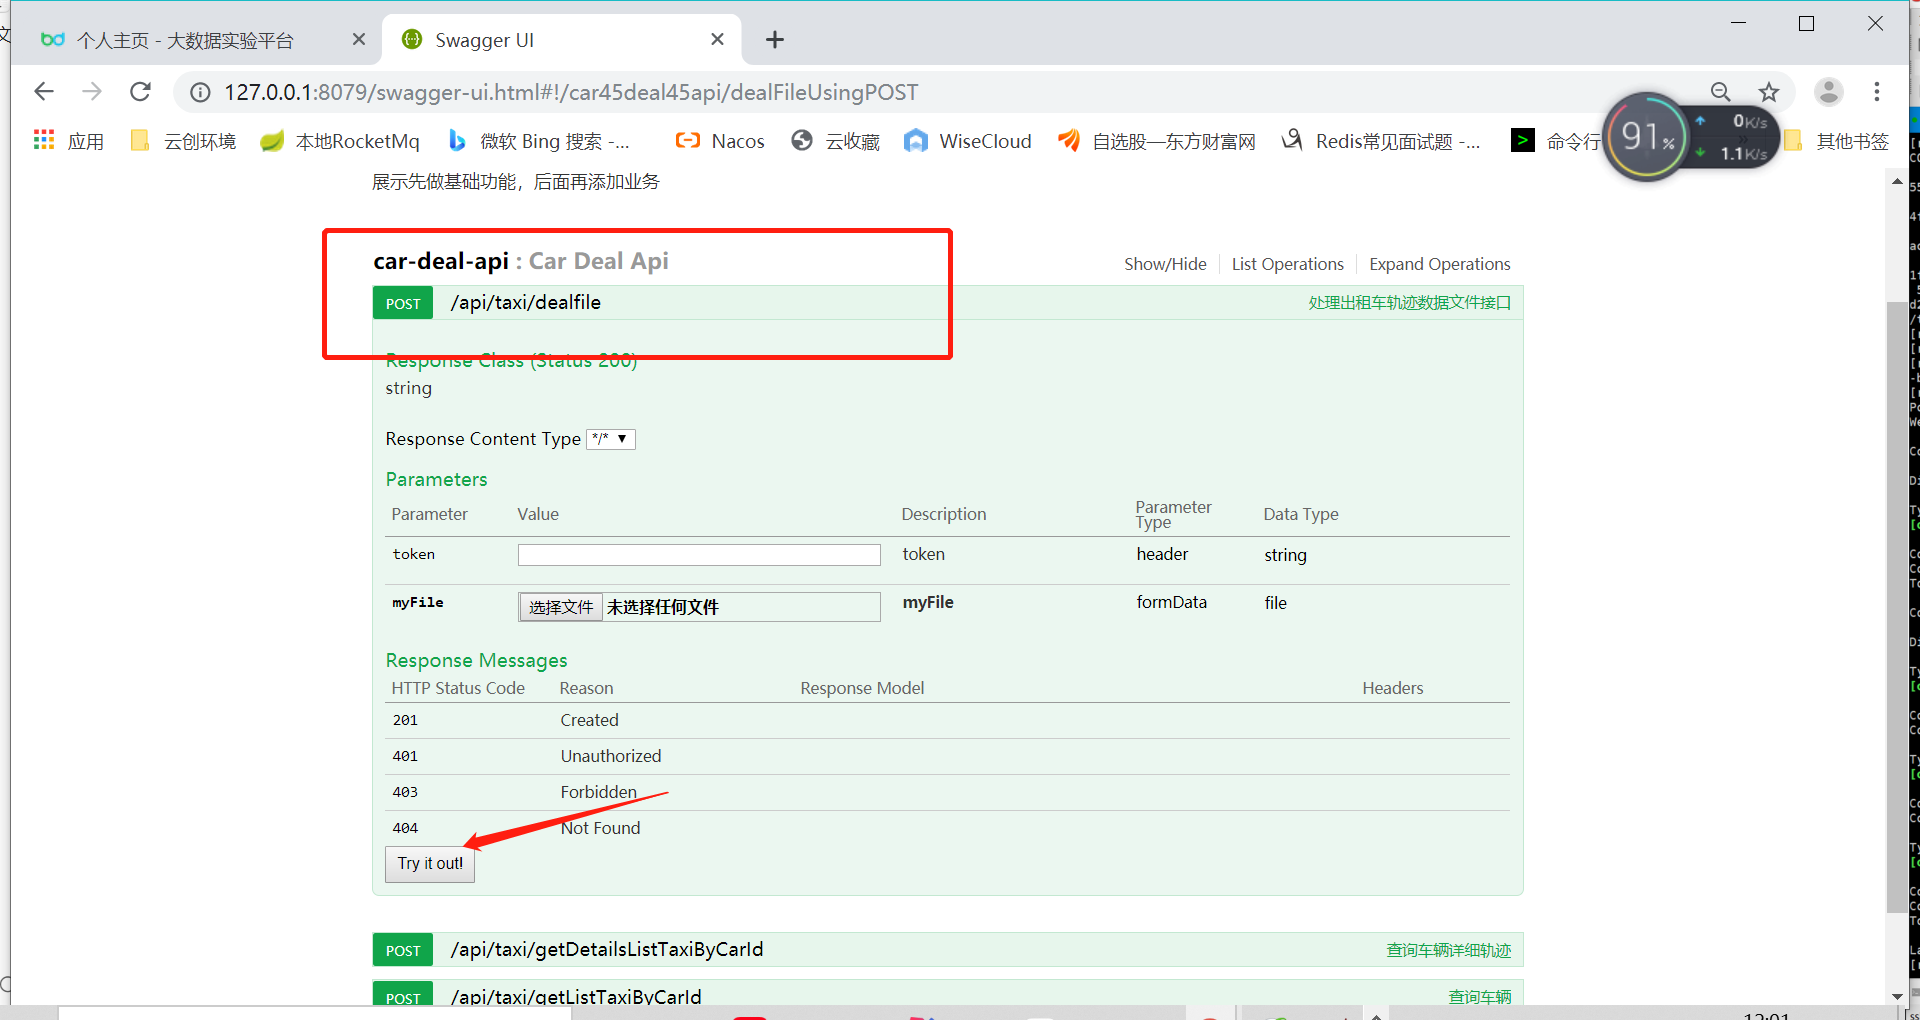 个人主页 - 大数据实验平台
Swagger UI
127.0.0.1:8079/swagger-ui.html#!/car45deal45api/dealFileUsingPOST
应用
云创环境
本地RocketMq
微软 Bing 搜索 -...
Nacos
云收藏
WiseCloud
自选股—东方财富网
Redis常见面试题 -...
命令行
其他书签
91%
0K/s
1.1K/s
展示先做基础功能，后面再添加业务
car-deal-api : Car Deal Api
Show/Hide
List Operations
Expand Operations
POST /api/taxi/dealfile 处理出租车轨迹数据文件接口
Response Class (Status 200)
string
Response Content Type */*
Parameters
Parameter Value Description Parameter Type Data Type
token token header string
myFile 选择文件 未选择任何文件 myFile formData file
Response Messages
HTTP Status Code Reason Response Model Headers
201 Created
401 Unauthorized
403 Forbidden
404 Not Found
Try it out!
POST /api/taxi/getDetailsListTaxiByCarId 查询车辆详细轨迹
POST /api/taxi/getListTaxiByCarId 查询车辆